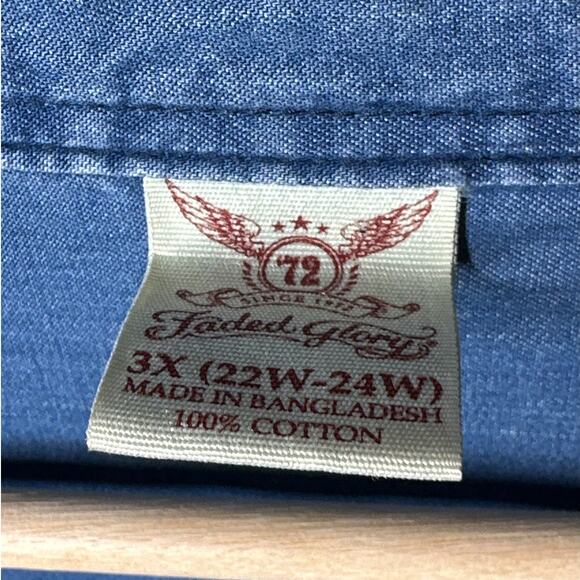 '72
SINCE 1972
Faded Glory
3X (22W-24W)
MADE IN BANGLADESH
100% COTTON